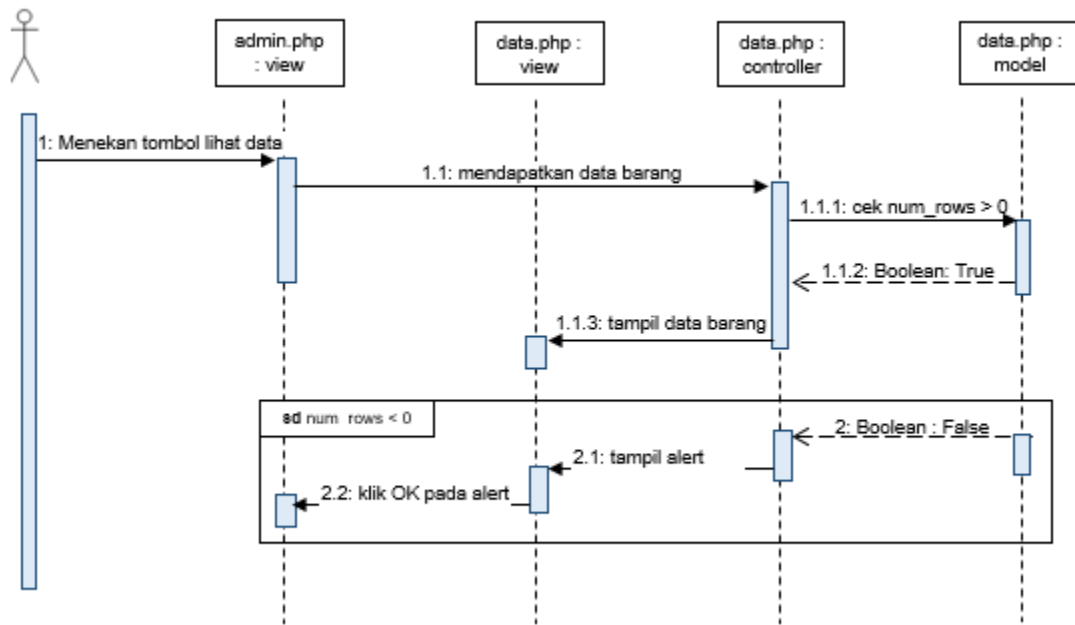 admin.php
: view
data.php :
view
data.php :
controller
data.php :
model
1: Menekan tombol lihat data
1.1: mendapatkan data barang
1.1.1: cek num_rows > 0
1.1.2: Boolean: True
1.1.3: tampil data barang
sd num_rows < 0
2: Boolean : False
2.1: tampil alert
2.2: klik OK pada alert